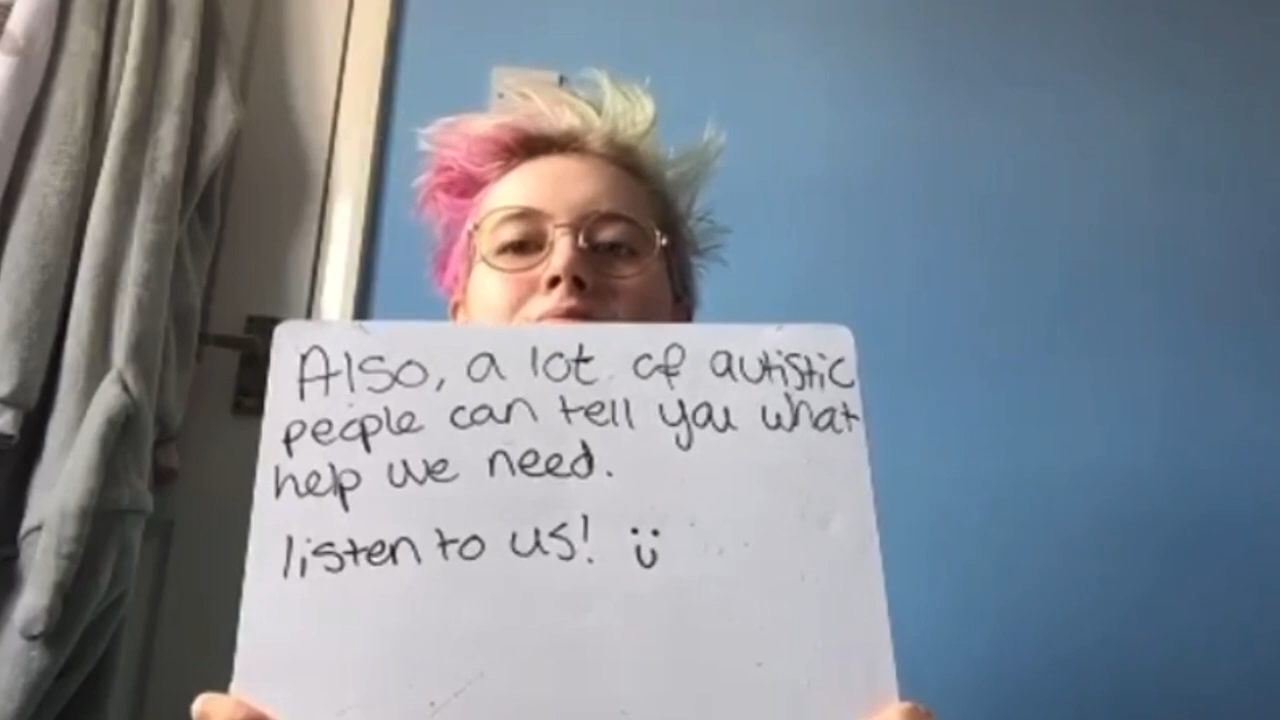 Also, a lot of autistic
people can tell you what
help we need.
listen to us! :)